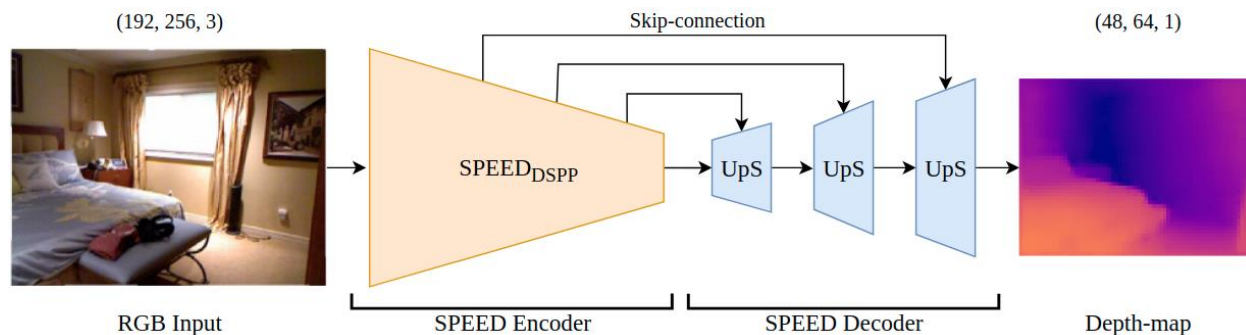 (192, 256, 3)
Skip-connection
(48, 64, 1)
SPEED_DSPP
UpS
UpS
UpS
RGB Input
SPEED Encoder
SPEED Decoder
Depth-map